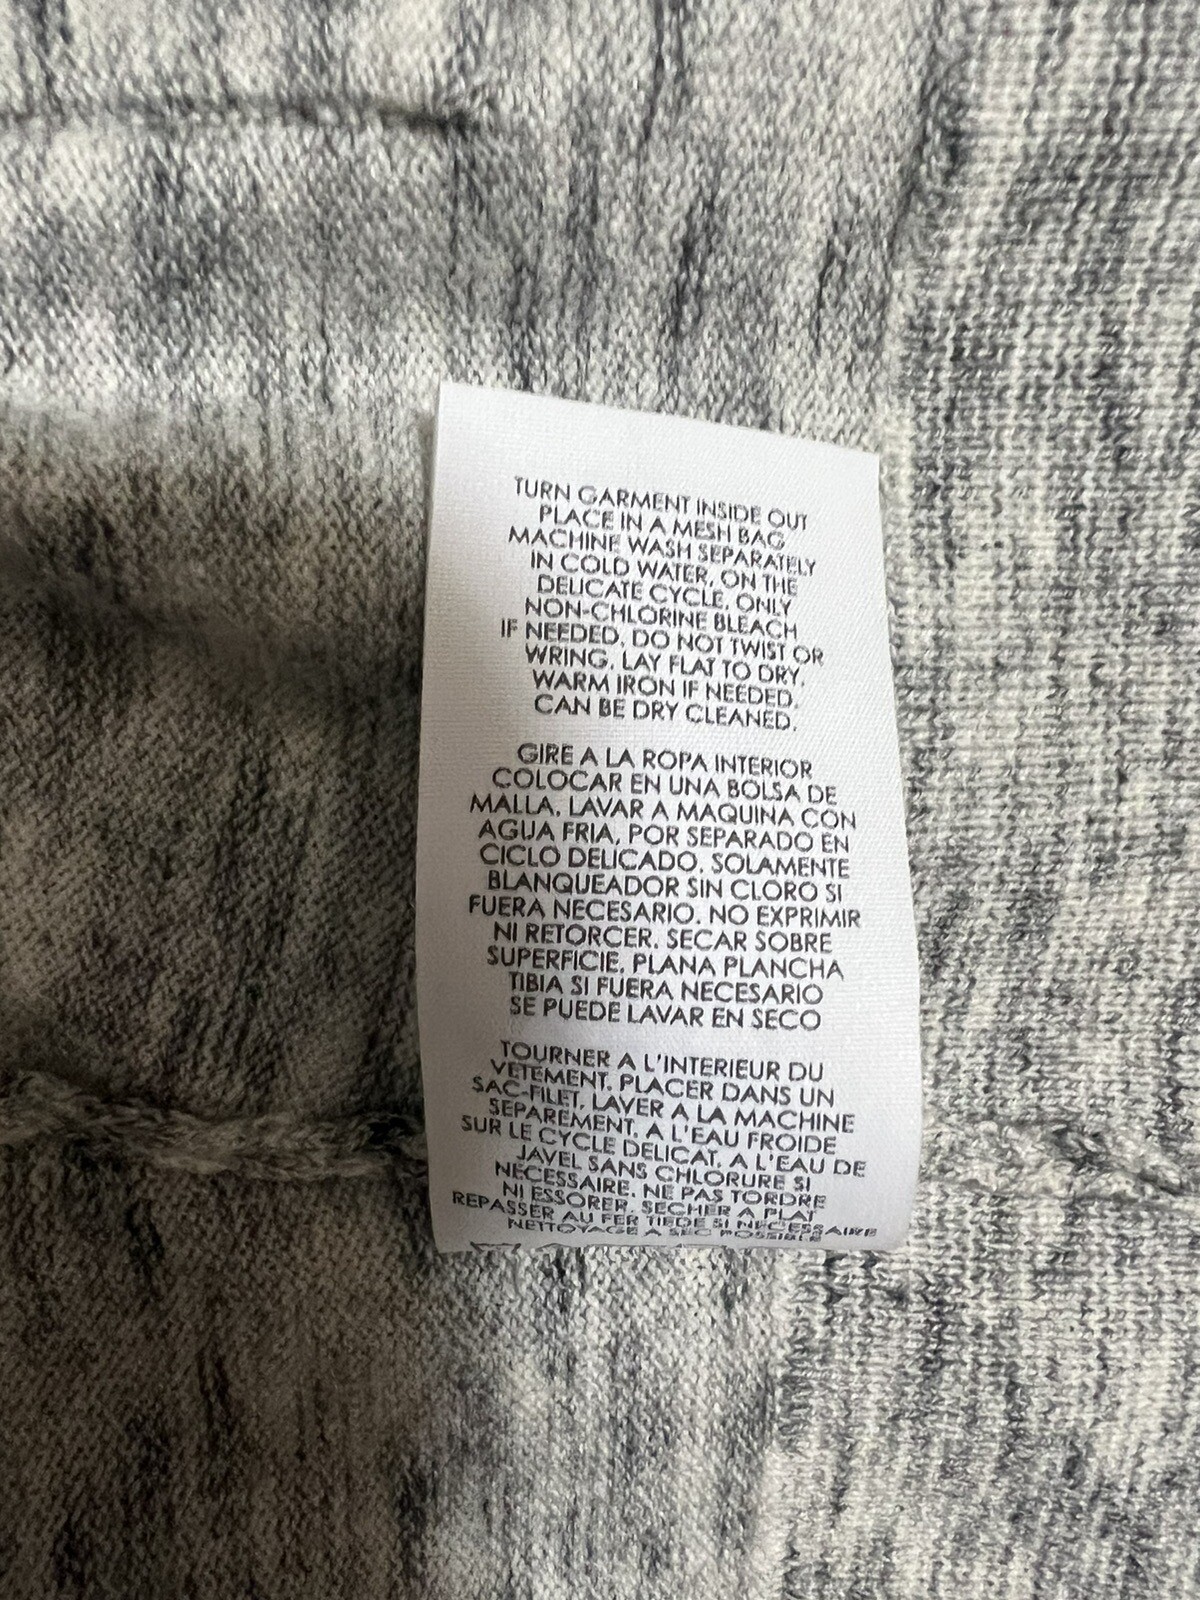 TURN GARMENT INSIDE OUT
PLACE IN A MESH BAG
MACHINE WASH SEPARATELY
IN COLD WATER, ON THE
DELICATE CYCLE. ONLY
NON-CHLORINE BLEACH
IF NEEDED. DO NOT TWIST OR
WRING. LAY FLAT TO DRY.
WARM IRON IF NEEDED.
CAN BE DRY CLEANED.
GIRE A LA ROPA INTERIOR
COLOCAR EN UNA BOLSA DE
MALLA. LAVAR A MAQUINA CON
AGUA FRIA, POR SEPARADO EN
CICLO DELICADO. SOLAMENTE
BLANQUEADOR SIN CLORO SI
FUERA NECESARIO. NO EXPRIMIR
NI RETORCER. SECAR SOBRE
SUPERFICIE. PLANA PLANCHA
TIBIA SI FUERA NECESARIO
SE PUEDE LAVAR EN SECO
TOURNER A L'INTERIEUR DU
VETEMENT. PLACER DANS UN
SAC-FILET. LAVER A LA MACHINE
SEPAREMENT, A L'EAU FROIDE
SUR LE CYCLE DELICAT. A L'EAU DE
JAVEL SANS CHLORURE SI
NECESSAIRE. NE PAS TORDRE
NI ESSORER. SECHER A PLAT
REPASSER AU FER TIEDE SI NECESSAIRE
NETTOYAGE A SEC POSSIBLE